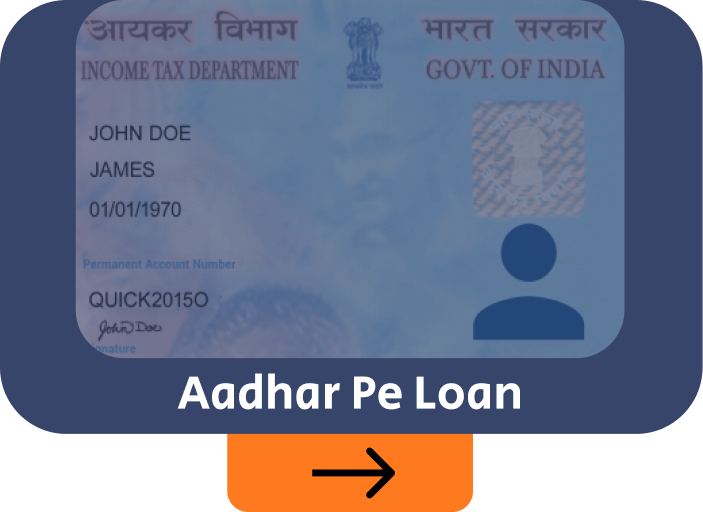 आयकर विभाग
भारत सरकार
INCOME TAX DEPARTMENT
GOVT. OF INDIA
JOHN DOE
JAMES
01/01/1970
Permanent Account Number
QUICK2015O
John Doe
Aadhar Pe Loan